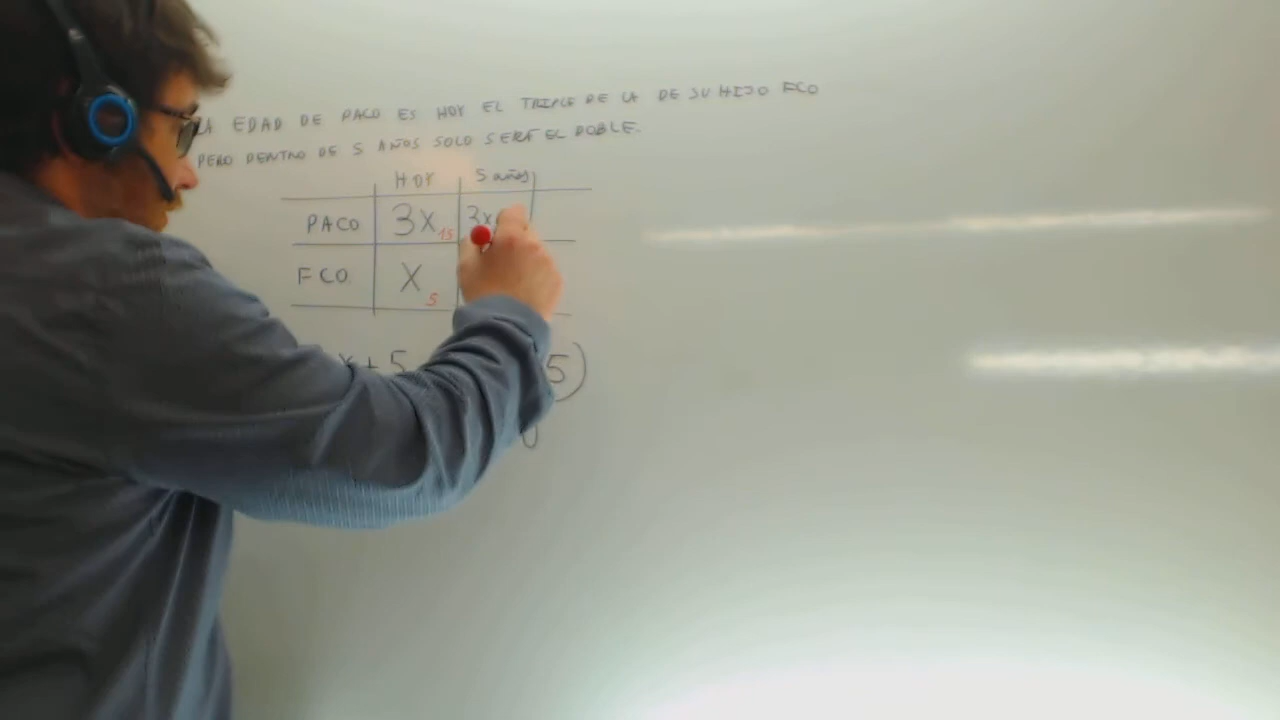 LA EDAD DE PACO ES HOY EL TRIPLE DE LA DE SU HIJO FCO
PERO DENTRO DE 5 AÑOS SOLO SERÁ EL DOBLE.
HOY 5 años
PACO 3x 15 3x
FCO x 5
x+5 5)